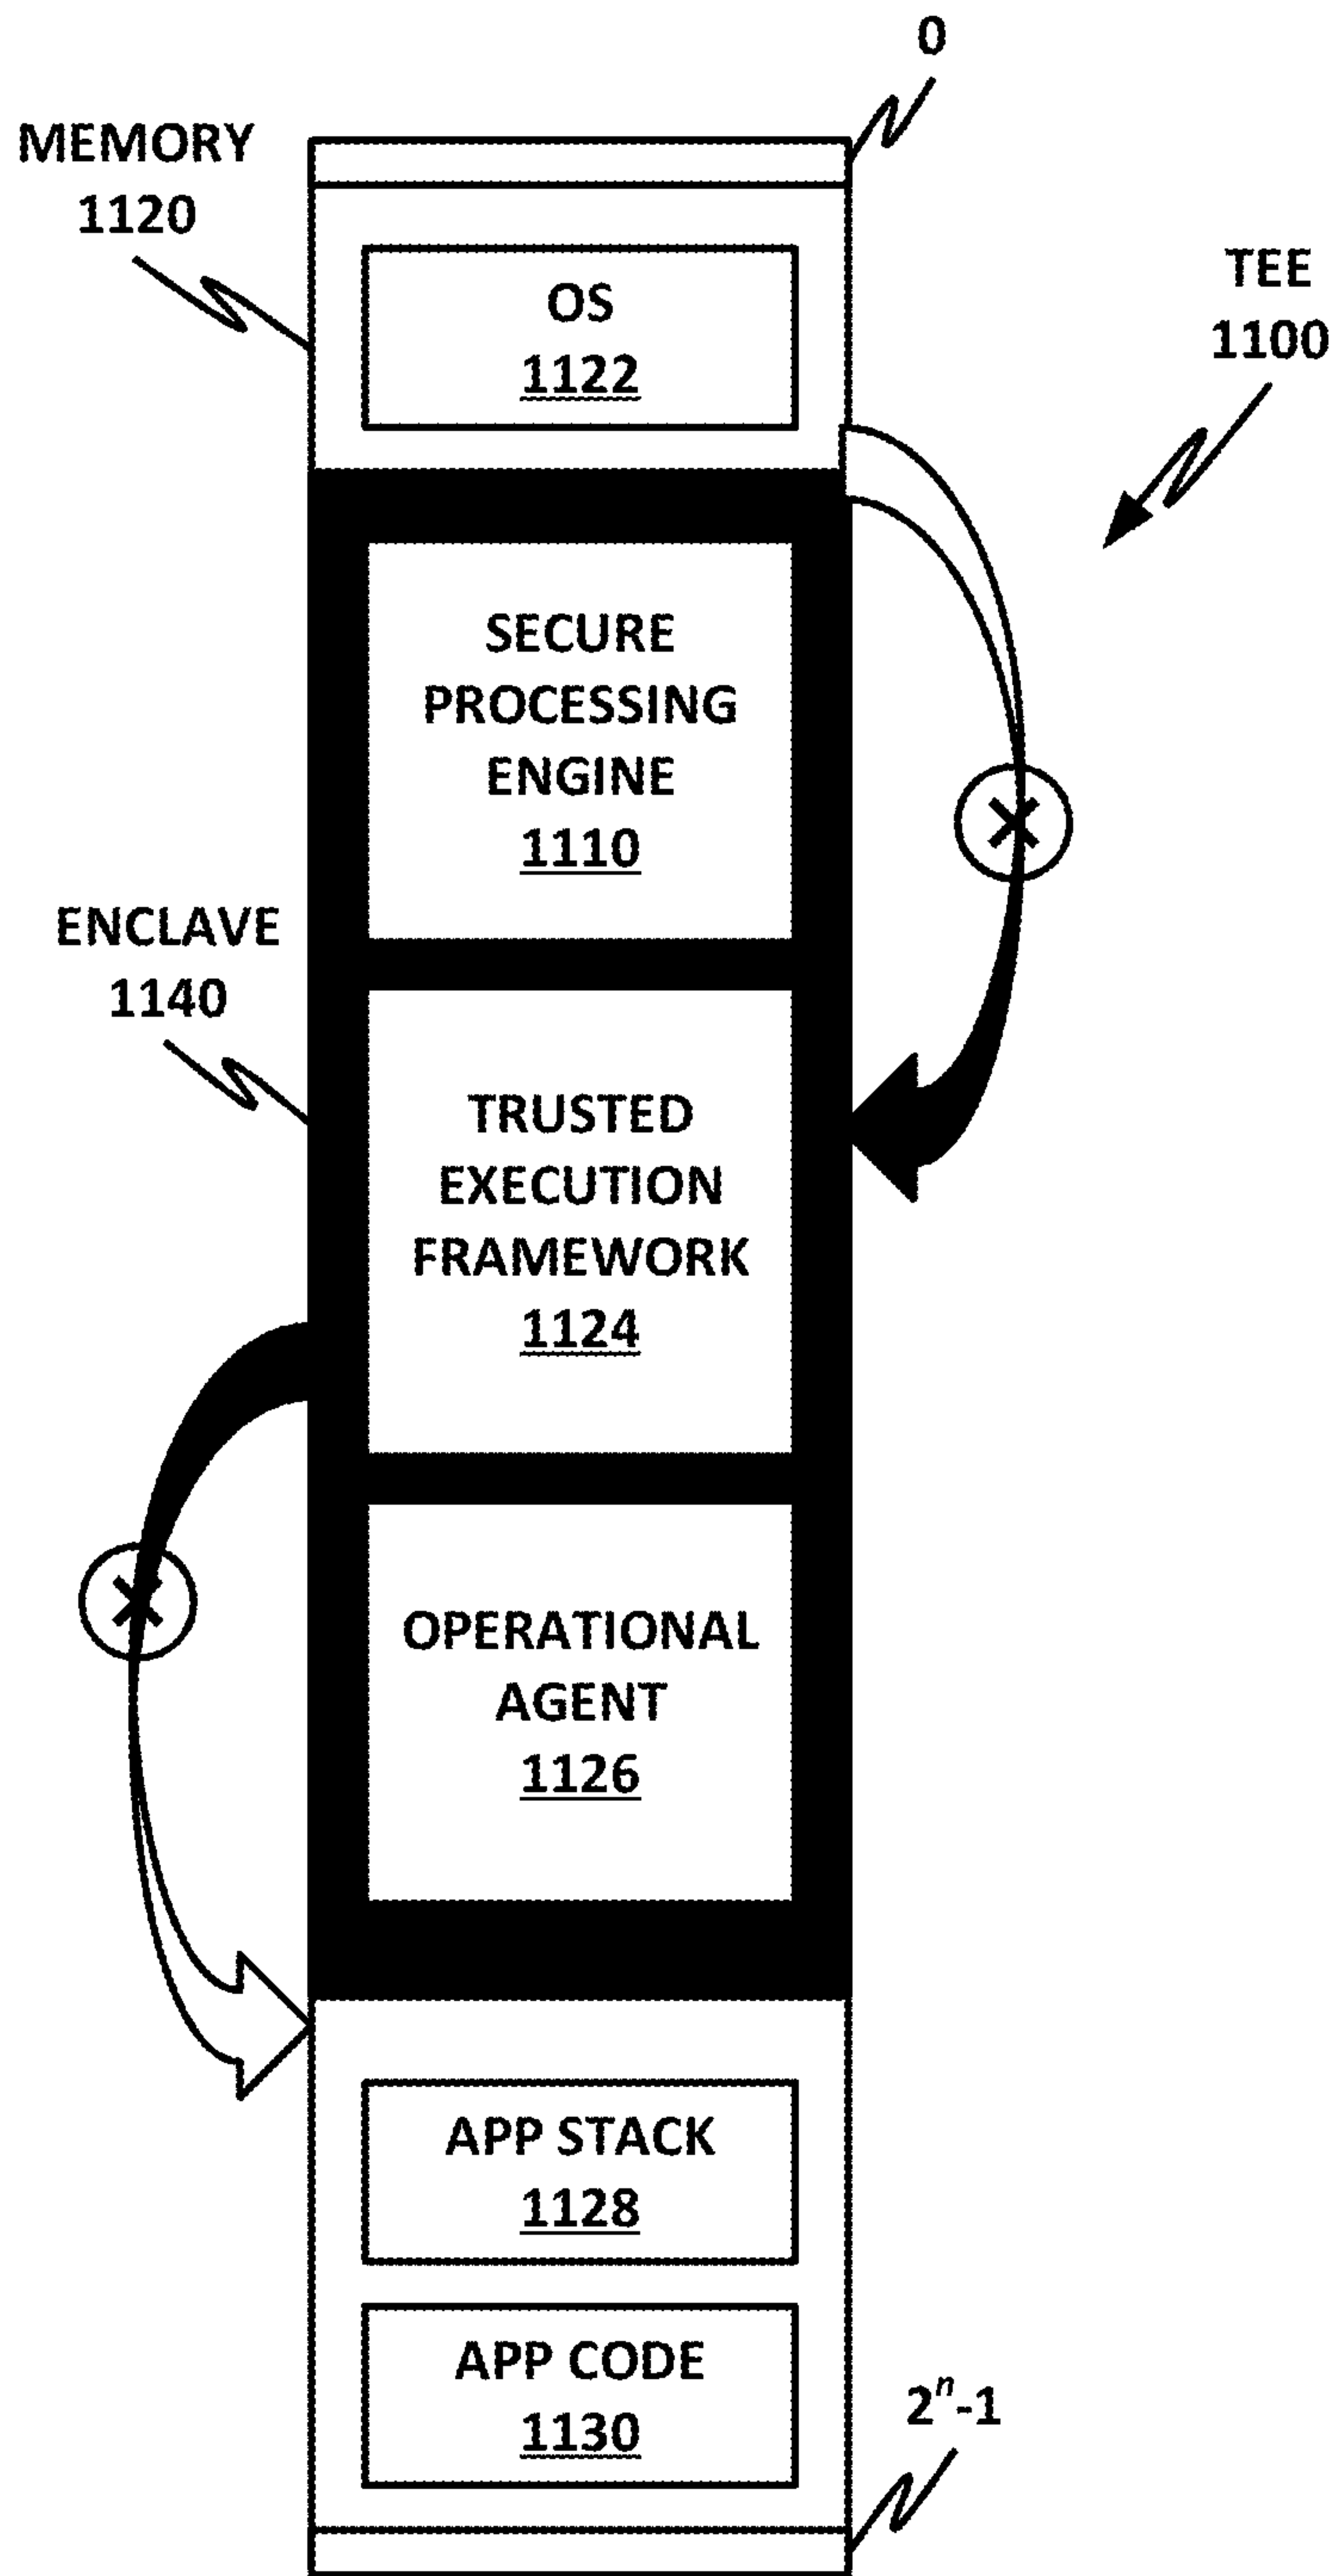 0
MEMORY
1120
TEE
1100
OS
1122
SECURE
PROCESSING
ENGINE
1110
ENCLAVE
1140
TRUSTED
EXECUTION
FRAMEWORK
1124
OPERATIONAL
AGENT
1126
APP STACK
1128
APP CODE
1130
2ⁿ-1